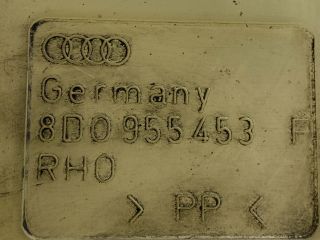 Germany
8D0 955 453 F
RHO
> PP <